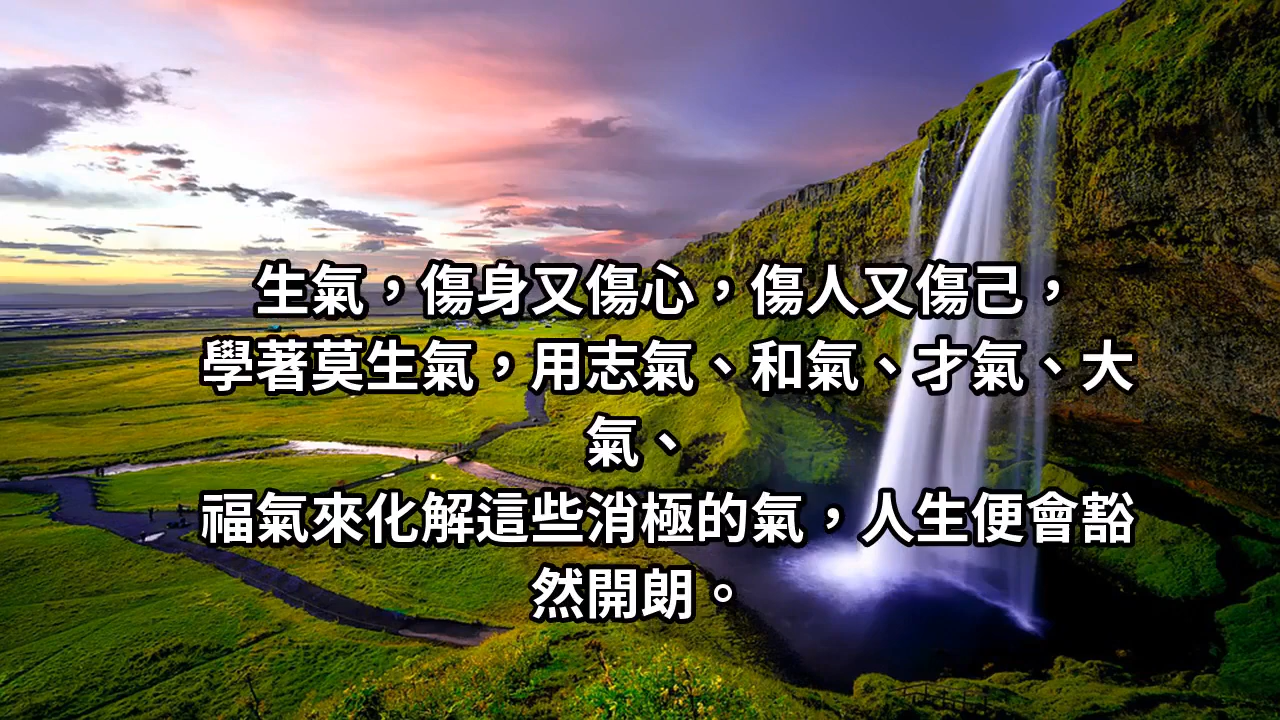 生氣，傷身又傷心，傷人又傷己，
學著莫生氣，用志氣、和氣、才氣、大
氣、
福氣來化解這些消極的氣，人生便會豁
然開朗。